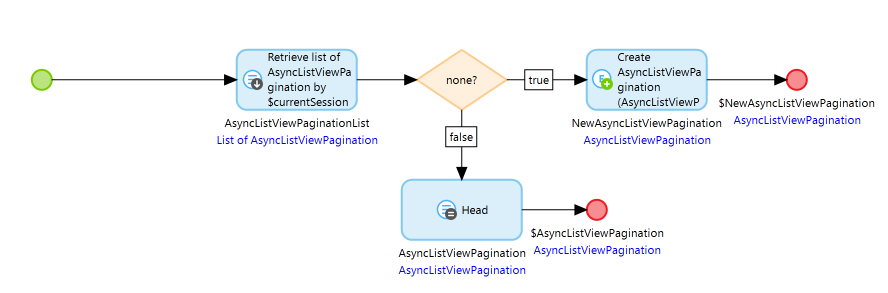 Retrieve list of
AsyncListViewPa
gination by
$currentSession
AsyncListViewPaginationList
List of AsyncListViewPagination
none?
true
Create
AsyncListViewPa
gination
(AsyncListViewP
NewAsyncListViewPagination
AsyncListViewPagination
$NewAsyncListViewPagination
AsyncListViewPagination
false
Head
AsyncListViewPagination
AsyncListViewPagination
$AsyncListViewPagination
AsyncListViewPagination